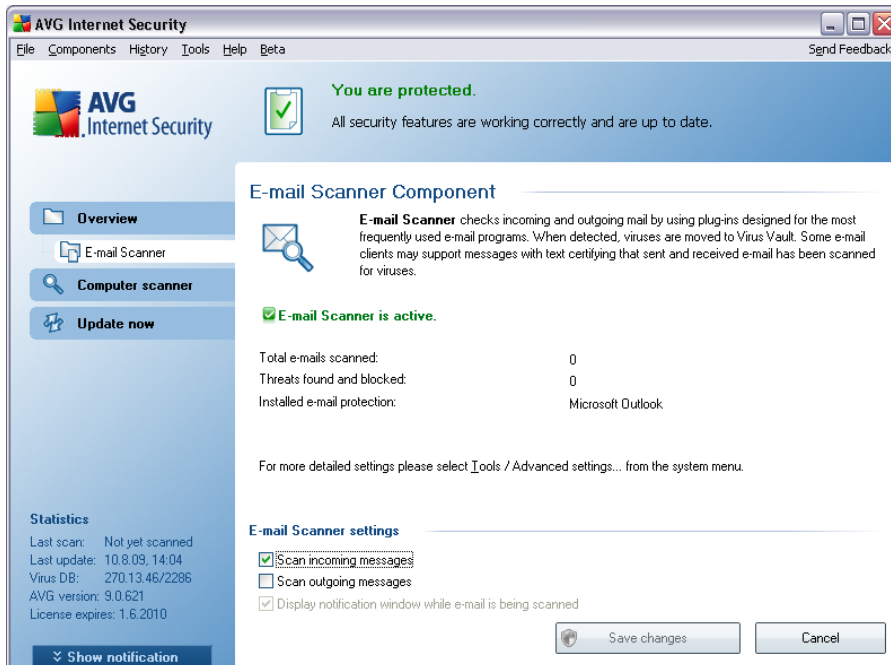 AVG Internet Security
File Components History Tools Help Beta
Send Feedback
AVG
Internet Security
You are protected.
All security features are working correctly and are up to date.
Overview
E-mail Scanner
Computer scanner
Update now
E-mail Scanner Component
E-mail Scanner checks incoming and outgoing mail by using plug-ins designed for the most
frequently used e-mail programs. When detected, viruses are moved to Virus Vault. Some e-mail
clients may support messages with text certifying that sent and received e-mail has been scanned
for viruses.
E-mail Scanner is active.
Total e-mails scanned: 0
Threats found and blocked: 0
Installed e-mail protection: Microsoft Outlook
For more detailed settings please select Tools / Advanced settings... from the system menu.
Statistics
Last scan: Not yet scanned
Last update: 10.8.09, 14:04
Virus DB: 270.13.46/2286
AVG version: 9.0.621
License expires: 1.6.2010
Show notification
E-mail Scanner settings
Scan incoming messages
Scan outgoing messages
Display notification window while e-mail is being scanned
Save changes
Cancel